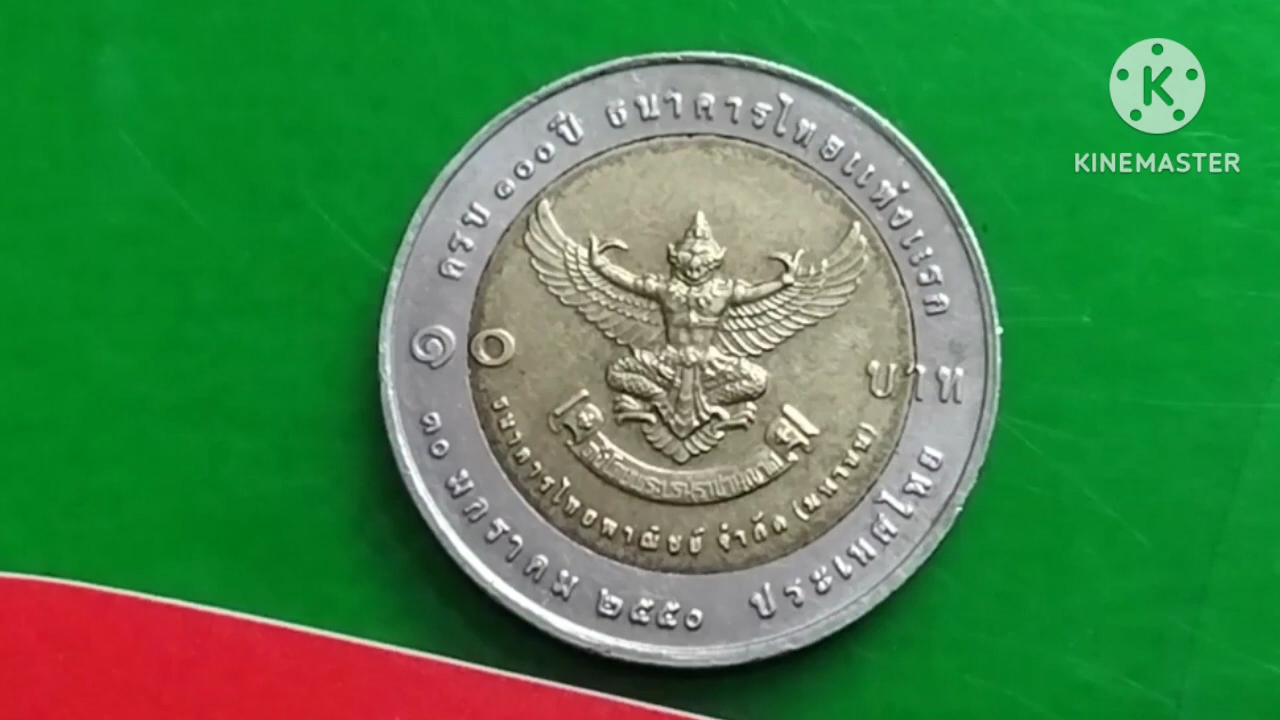 ครบ ๑๐๐ ปี ธนาคารไทยแห่งแรก
๑๐ บาท
ธนาคารไทยพาณิชย์ จำกัด (มหาชน)
๓๐ มกราคม ๒๕๕๐ ประเทศไทย
K
KINEMASTER